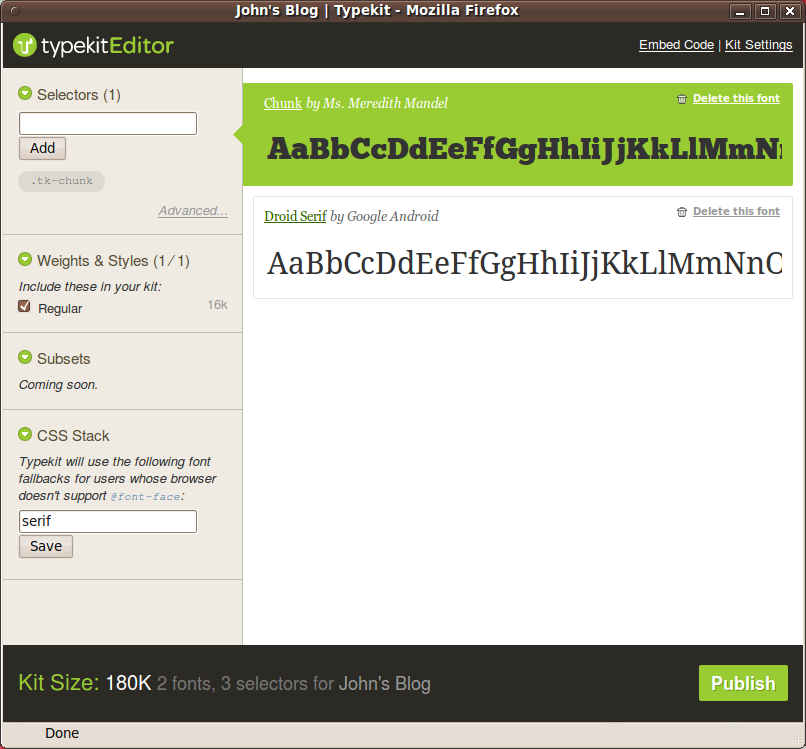 John's Blog | Typekit - Mozilla Firefox
typekitEditor
Embed Code | Kit Settings
Selectors (1)
Add
.tk-chunk
Advanced...
Weights & Styles (1/1)
Include these in your kit:
Regular 16k
Subsets
Coming soon.
CSS Stack
Typekit will use the following font
fallbacks for users whose browser
doesn't support @font-face:
serif
Save
Chunk by Ms. Meredith Mandel Delete this font
AaBbCcDdEeFfGgHhIiJjKkLlMmN
Droid Serif by Google Android Delete this font
AaBbCcDdEeFfGgHhIiJjKkLlMmNnO
Kit Size: 180K 2 fonts, 3 selectors for John's Blog
Publish
Done